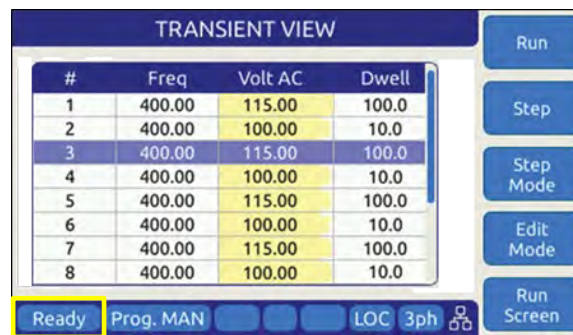 TRANSIENT VIEW
# Freq Volt AC Dwell
1 400.00 115.00 100.0
2 400.00 100.00 10.0
3 400.00 115.00 100.0
4 400.00 100.00 10.0
5 400.00 115.00 100.0
6 400.00 100.00 10.0
7 400.00 115.00 100.0
8 400.00 100.00 10.0
Ready Prog. MAN LOC 3ph
Run
Step
Step
Mode
Edit
Mode
Run
Screen